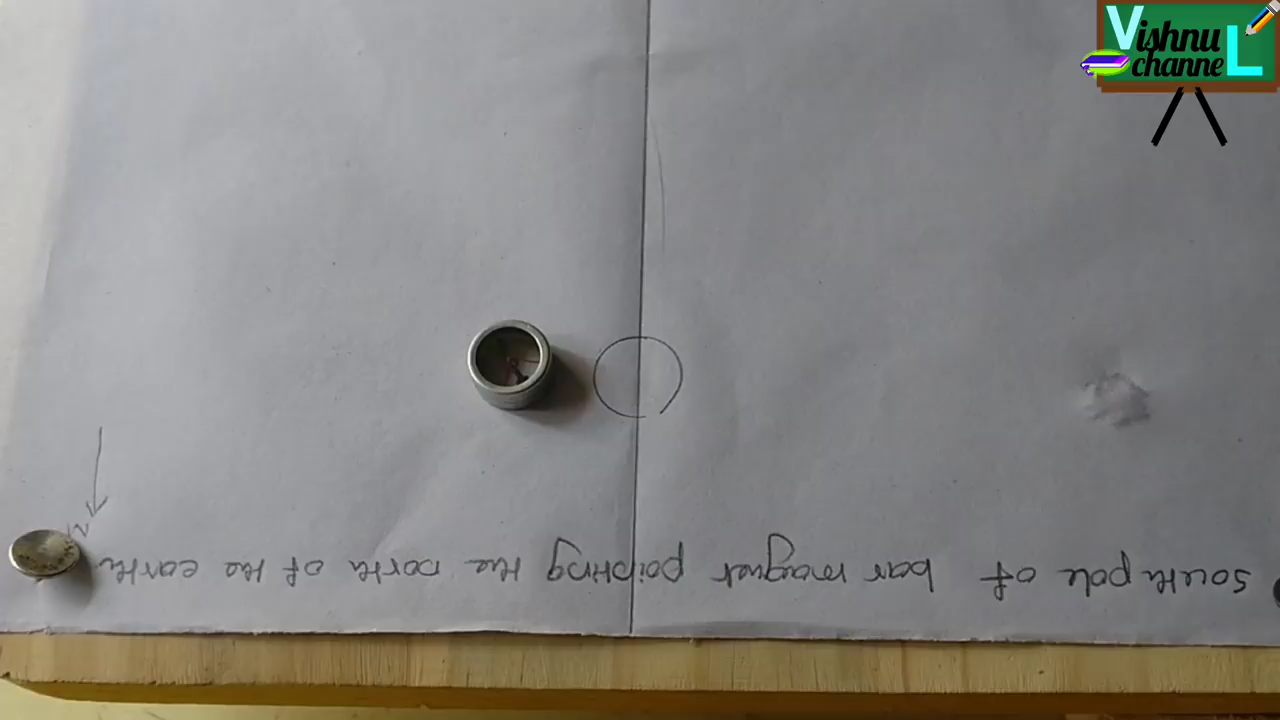 Vishnu
channel
N
south pole of bar magnet pointing the north of the earth